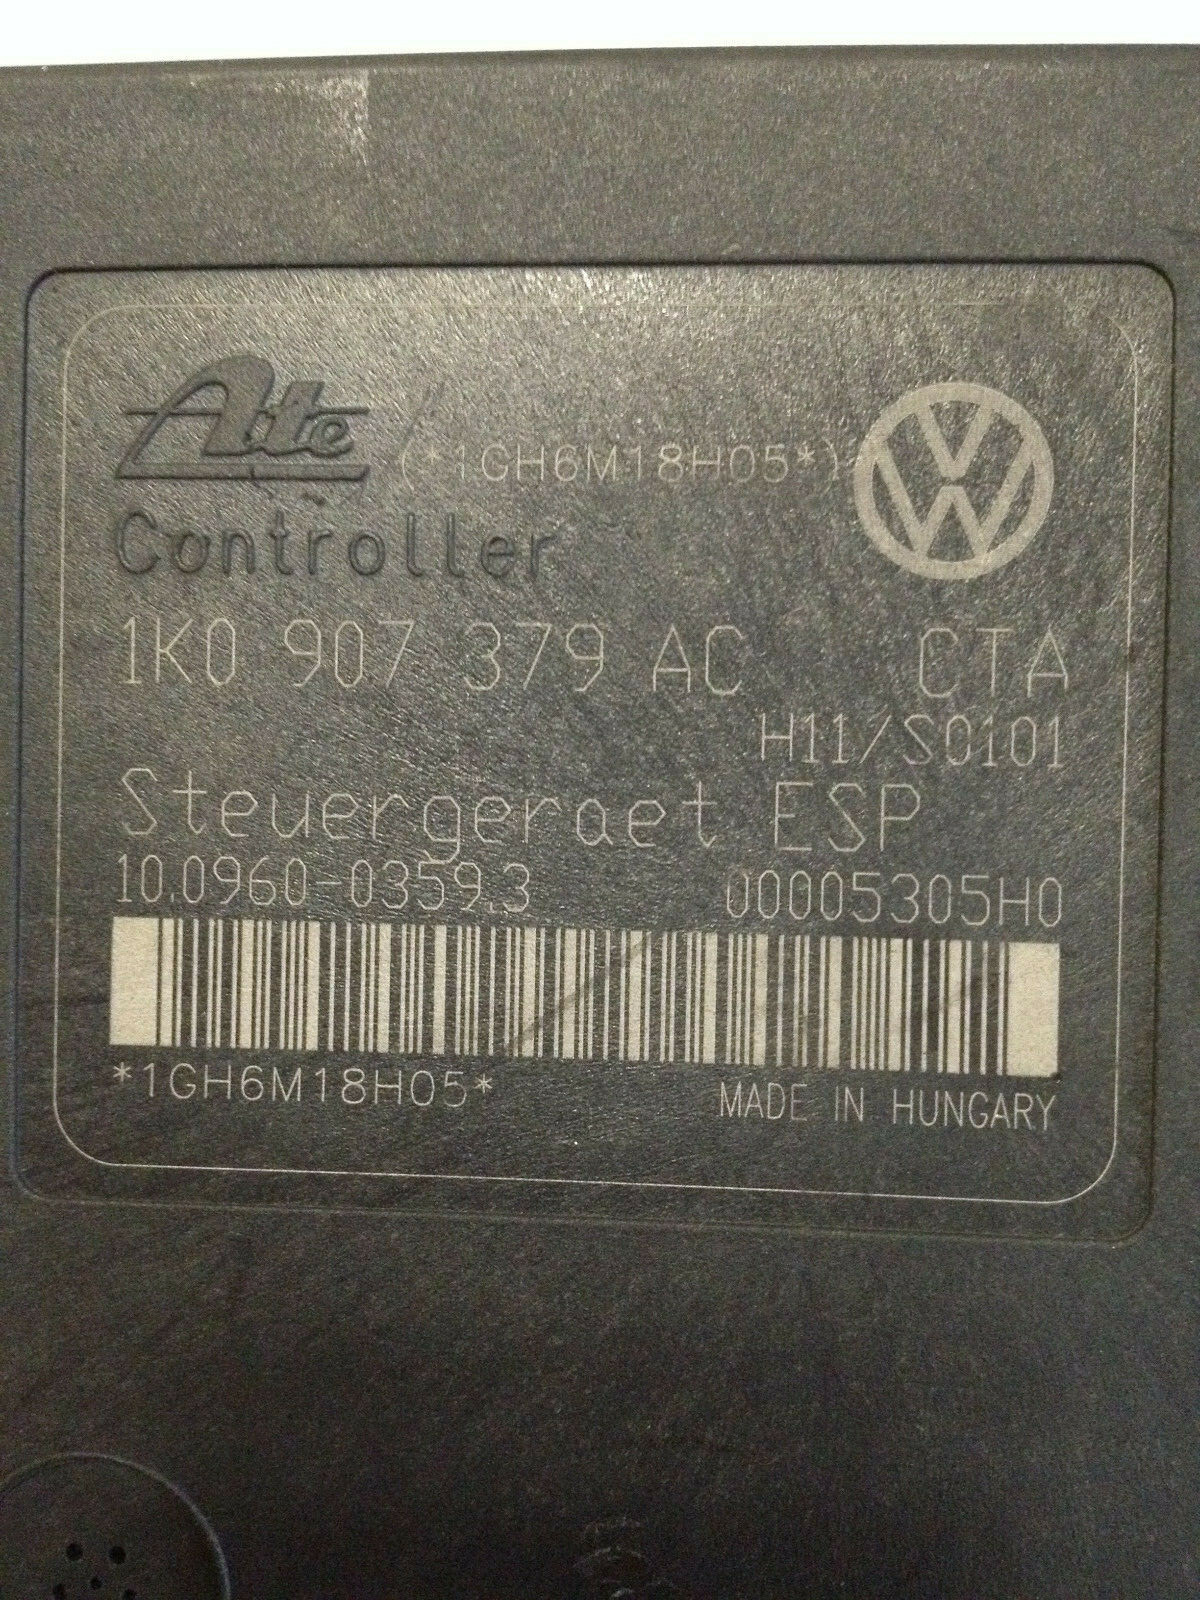 Ate (*1GH6M18H05*)
Controller
1K0 907 379 AC CTA
H11/S0101
Steuergeraet ESP
10.0960-0359.3 00005305H0
*1GH6M18H05* MADE IN HUNGARY